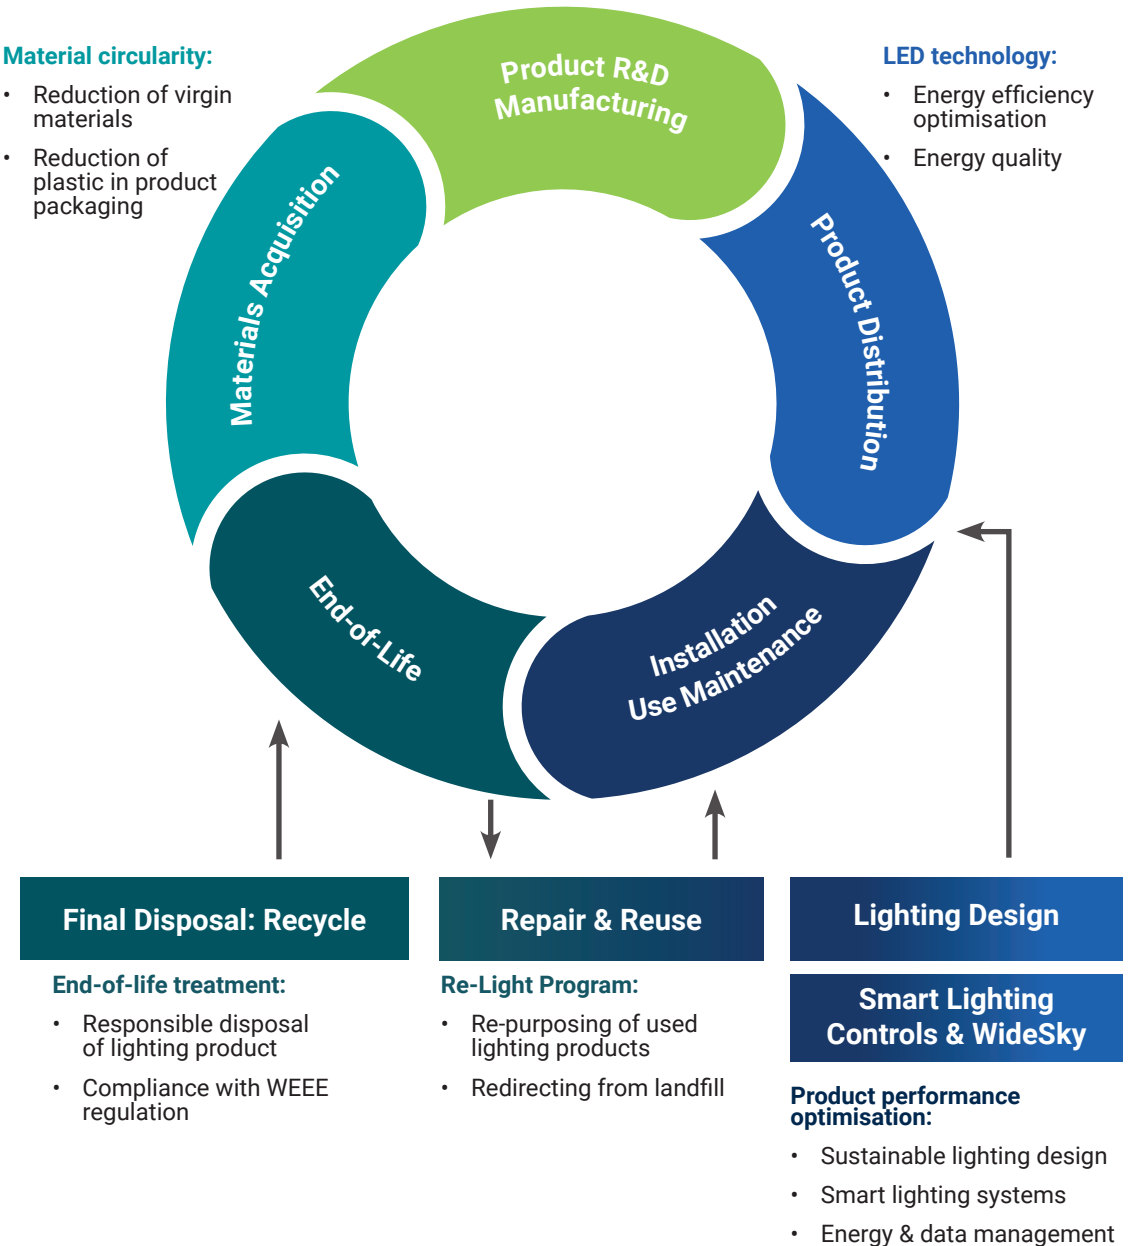 Material circularity:
• Reduction of virgin
materials
• Reduction of
plastic in product
packaging
Product R&D
Manufacturing
LED technology:
• Energy efficiency
optimisation
• Energy quality
Materials Acquisition
Product Distribution
End-of-Life
Installation
Use Maintenance
Final Disposal: Recycle
End-of-life treatment:
• Responsible disposal
of lighting product
• Compliance with WEEE
regulation
Repair & Reuse
Re-Light Program:
• Re-purposing of used
lighting products
• Redirecting from landfill
Lighting Design
Smart Lighting
Controls & WideSky
Product performance
optimisation:
• Sustainable lighting design
• Smart lighting systems
• Energy & data management